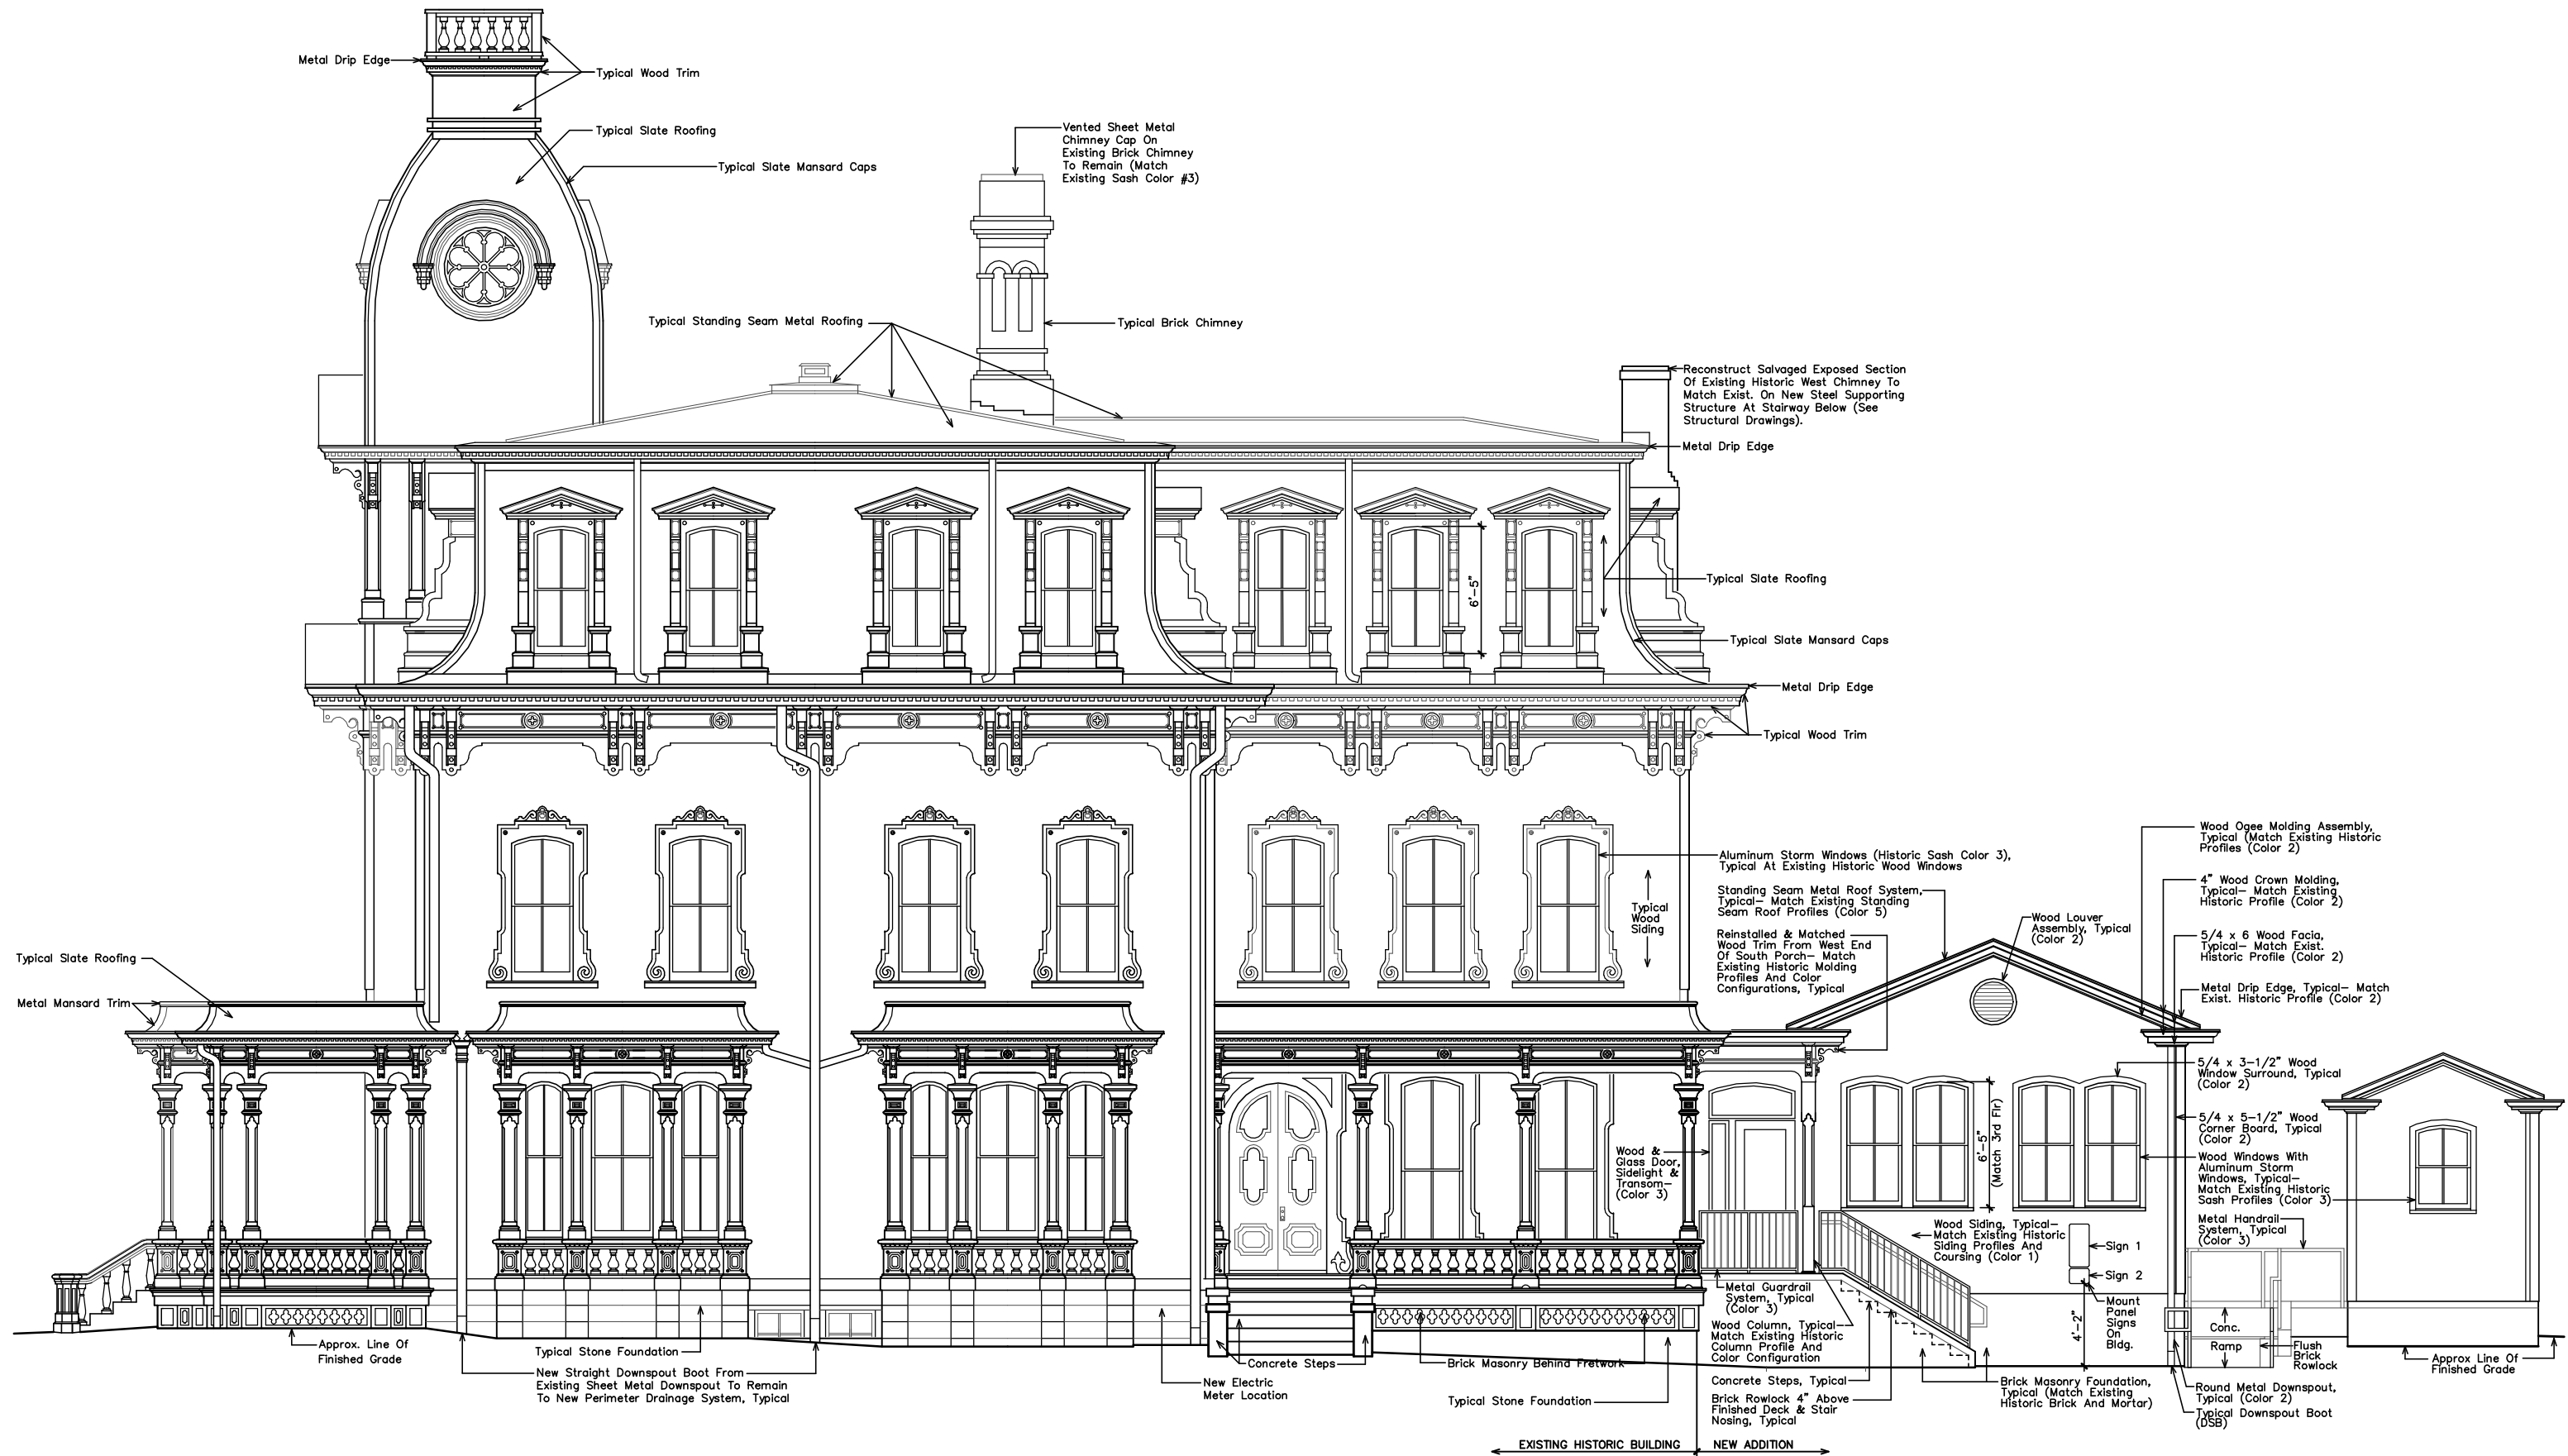 Metal Drip Edge
Typical Wood Trim
Typical Slate Roofing
Typical Slate Mansard Caps
Vented Sheet Metal
Chimney Cap On
Existing Brick Chimney
To Remain (Match
Existing Sash Color #3)
Typical Standing Seam Metal Roofing
Typical Brick Chimney
Reconstruct Salvaged Exposed Section
Of Existing Historic West Chimney To
Match Exist. On New Steel Supporting
Structure At Stairway Below (See
Structural Drawings).
Metal Drip Edge
6'-5"
Typical Slate Roofing
Typical Slate Mansard Caps
Metal Drip Edge
Typical Wood Trim
Aluminum Storm Windows (Historic Sash Color 3),
Typical At Existing Historic Wood Windows
Typical
Wood
Siding
Standing Seam Metal Roof System,
Typical- Match Existing Standing
Seam Roof Profiles (Color 5)
Reinstalled & Matched
Wood Trim From West End
Of South Porch- Match
Existing Historic Molding
Profiles And Color
Configurations, Typical
Wood Louver
Assembly, Typical
(Color 2)
Wood Ogee Molding Assembly,
Typical (Match Existing Historic
Profiles (Color 2)
4" Wood Crown Molding,
Typical- Match Existing
Historic Profile (Color 2)
5/4 x 6 Wood Facia,
Typical- Match Exist.
Historic Profile (Color 2)
Metal Drip Edge, Typical- Match
Exist. Historic Profile (Color 2)
5/4 x 3-1/2" Wood
Window Surround, Typical
(Color 2)
5/4 x 5-1/2" Wood
Corner Board, Typical
(Color 2)
Wood Windows With
Aluminum Storm
Windows, Typical-
Match Existing Historic
Sash Profiles (Color 3)
Metal Handrail
System, Typical
(Color 3)
Typical Slate Roofing
Metal Mansard Trim
Wood &
Glass Door,
Sidelight &
Transom-
(Color 3)
6'-5"
(Match 3rd Flr)
Wood Siding, Typical-
Match Existing Historic
Siding Profiles And
Coursing (Color 1)
Sign 1
Sign 2
Mount
Panel
Signs
On
Bldg.
4'-2"
Conc.
Ramp
Flush
Brick
Rowlock
Metal Guardrail
System, Typical
(Color 3)
Wood Column, Typical-
Match Existing Historic
Column Profile And
Color Configuration
Concrete Steps, Typical
Brick Rowlock 4" Above
Finished Deck & Stair
Nosing, Typical
Brick Masonry Foundation,
Typical (Match Existing
Historic Brick And Mortar)
Round Metal Downspout,
Typical (Color 2)
Typical Downspout Boot
(DSB)
Approx Line Of
Finished Grade
Approx. Line Of
Finished Grade
Typical Stone Foundation
New Straight Downspout Boot From
Existing Sheet Metal Downspout To Remain
To New Perimeter Drainage System, Typical
New Electric
Meter Location
Concrete Steps
Brick Masonry Behind Fretwork
Typical Stone Foundation
EXISTING HISTORIC BUILDING
NEW ADDITION